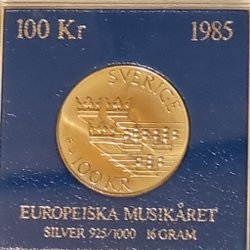 100 Kr 1985
SVERIGE
100 KR
EUROPEISKA MUSIKÅRET
SILVER 925/1000 16 GRAM